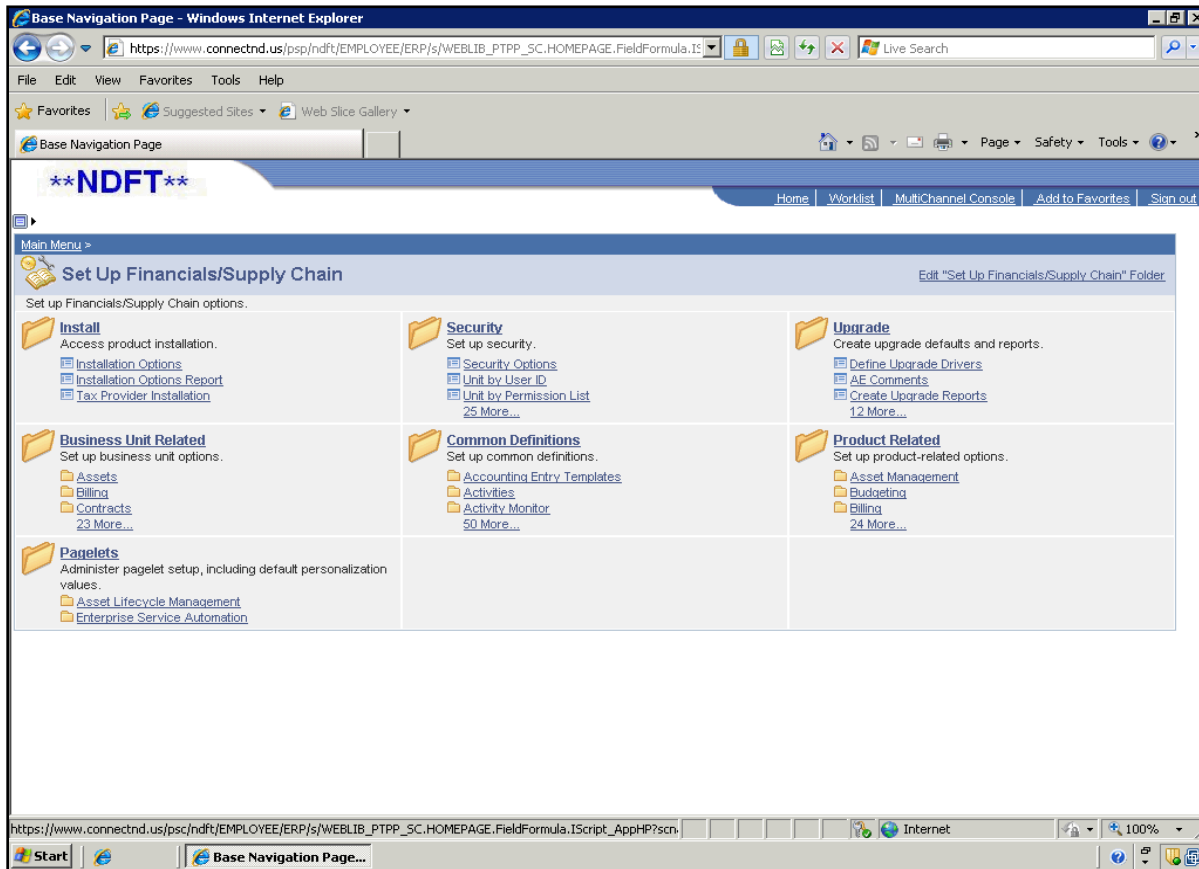 Base Navigation Page - Windows Internet Explorer
https://www.connectnd.us/psp/ndft/EMPLOYEE/ERP/s/WEBLIB_PTPP_SC.HOMEPAGE.FieldFormula.IS
Live Search
File Edit View Favorites Tools Help
Favorites Suggested Sites Web Slice Gallery
Base Navigation Page
Page Safety Tools
**NDFT**
Home Worklist MultiChannel Console Add to Favorites Sign out
Main Menu >
Set Up Financials/Supply Chain
Edit "Set Up Financials/Supply Chain" Folder
Set up Financials/Supply Chain options.
Install
Access product installation.
Installation Options
Installation Options Report
Tax Provider Installation
Security
Set up security.
Security Options
Unit by User ID
Unit by Permission List
25 More...
Upgrade
Create upgrade defaults and reports.
Define Upgrade Drivers
AE Comments
Create Upgrade Reports
12 More...
Business Unit Related
Set up business unit options.
Assets
Billing
Contracts
23 More...
Common Definitions
Set up common definitions.
Accounting Entry Templates
Activities
Activity Monitor
50 More...
Product Related
Set up product-related options.
Asset Management
Budgeting
Billing
24 More...
Pagelets
Administer pagelet setup, including default personalization
values.
Asset Lifecycle Management
Enterprise Service Automation
https://www.connectnd.us/psc/ndft/EMPLOYEE/ERP/s/WEBLIB_PTPP_SC.HOMEPAGE.FieldFormula.IScript_AppHP?scn
Internet
100%
Start
Base Navigation Page...